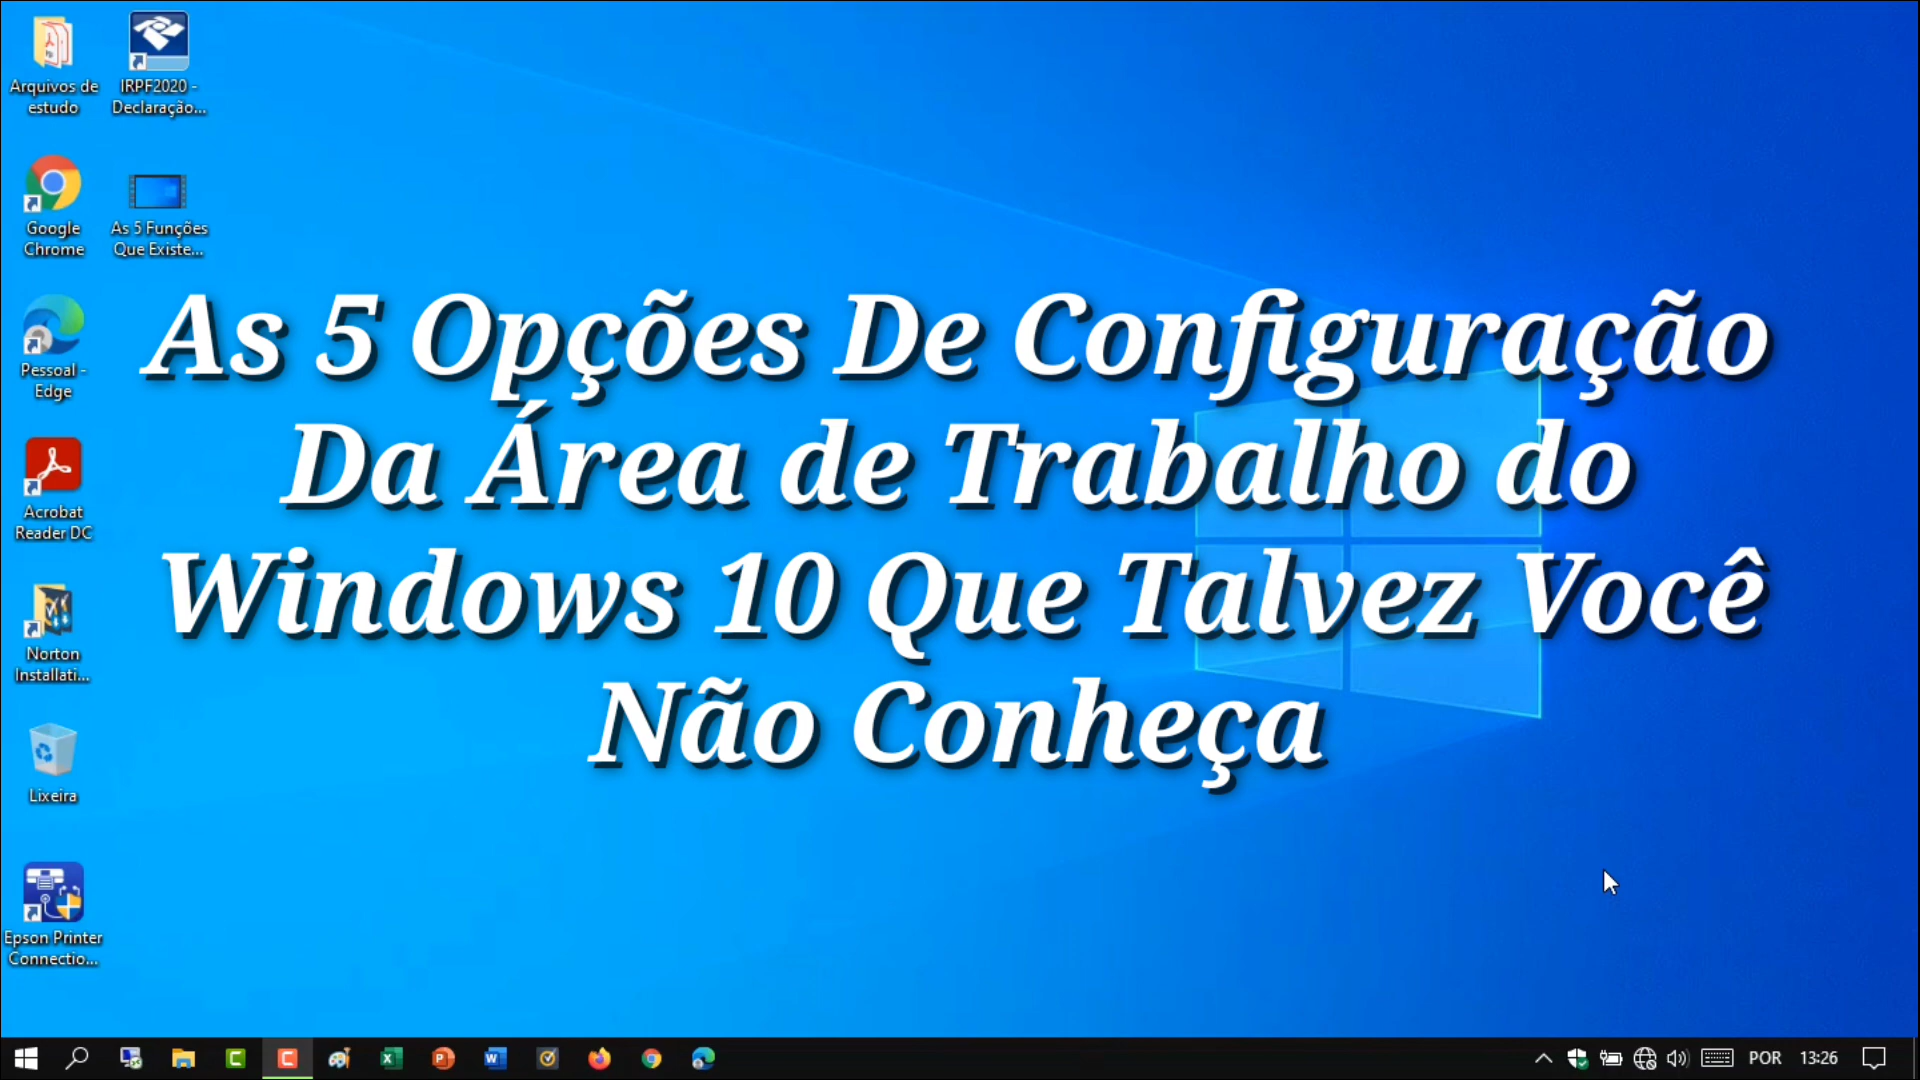 Arquivos de
estudo
IRPF2020 -
Declaração...
Google
Chrome
As 5 Funções
Que Existe...
Pessoal -
Edge
Acrobat
Reader DC
Norton
Installati...
Lixeira
Epson Printer
Connectio...
As 5 Opções De Configuração
Da Área de Trabalho do
Windows 10 Que Talvez Você
Não Conheça
POR
13:26